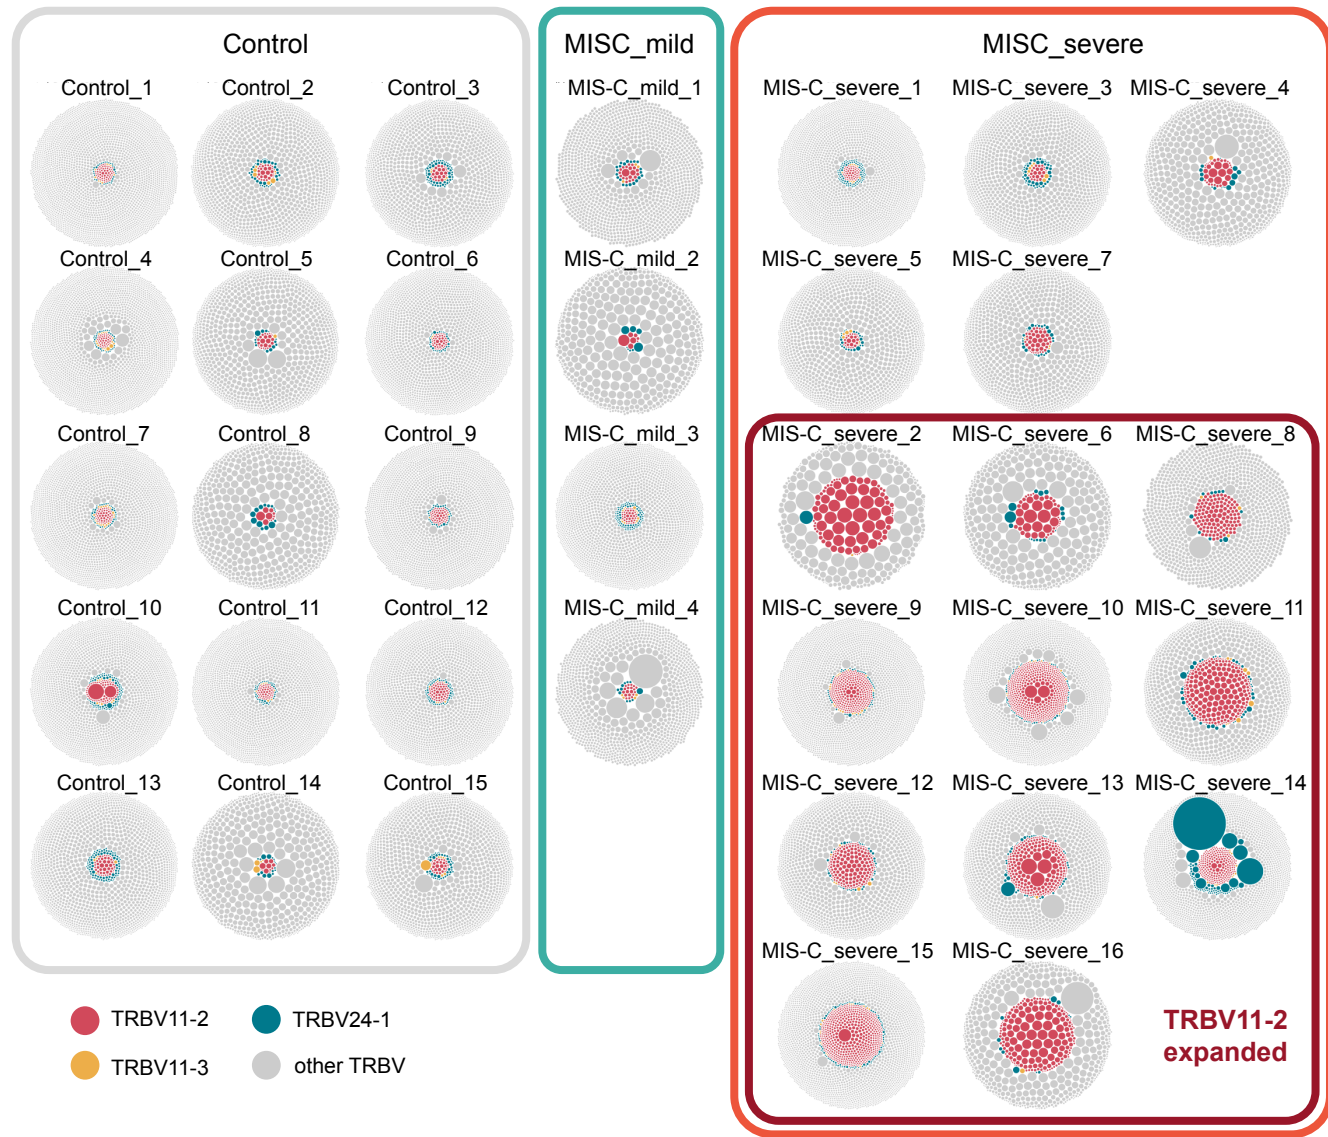 Control
MISC_mild
MISC_severe
Control_1
Control_2
Control_3
MIS-C_mild_1
MIS-C_severe_1
MIS-C_severe_3
MIS-C_severe_4
Control_4
Control_5
Control_6
MIS-C_mild_2
MIS-C_severe_5
MIS-C_severe_7
Control_7
Control_8
Control_9
MIS-C_mild_3
MIS-C_severe_2
MIS-C_severe_6
MIS-C_severe_8
Control_10
Control_11
Control_12
MIS-C_mild_4
MIS-C_severe_9
MIS-C_severe_10
MIS-C_severe_11
Control_13
Control_14
Control_15
MIS-C_severe_12
MIS-C_severe_13
MIS-C_severe_14
MIS-C_severe_15
MIS-C_severe_16
TRBV11-2
expanded
TRBV11-2
TRBV24-1
TRBV11-3
other TRBV